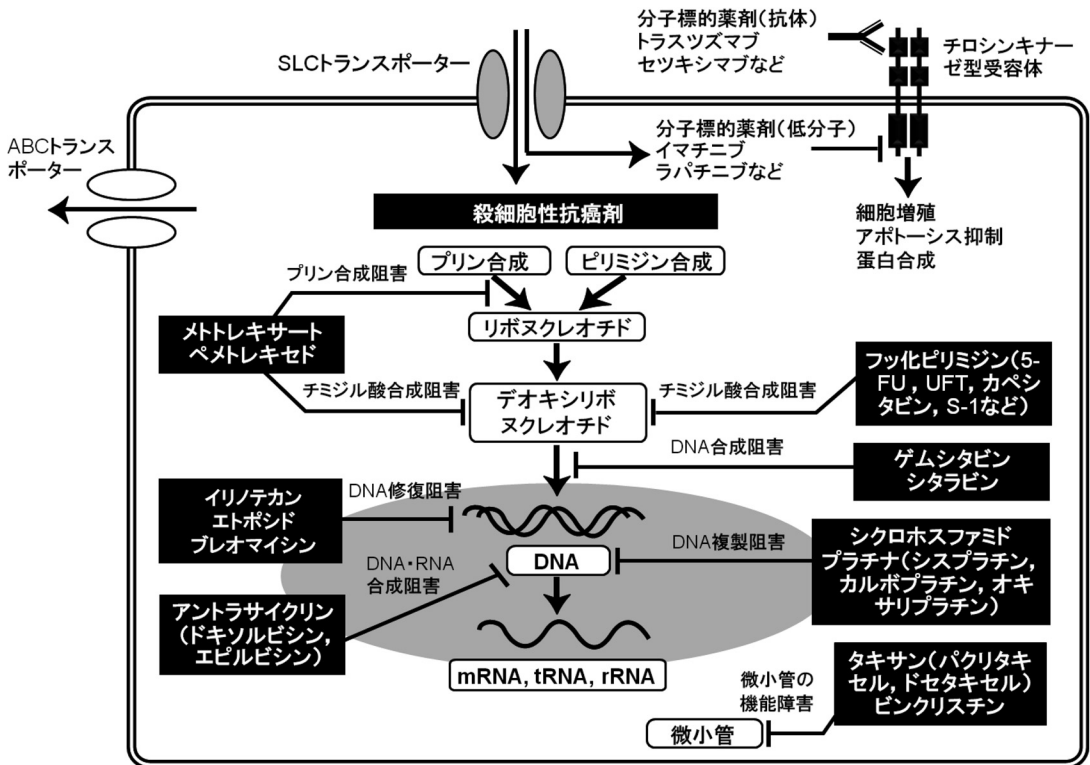 分子標的薬剤(抗体)
トラスツズマブ
セツキシマブなど
チロシンキナー
ゼ型受容体
SLCトランスポーター
ABCトランス
ポーター
分子標的薬剤(低分子)
イマチニブ
ラパチニブなど
殺細胞性抗癌剤
細胞増殖
アポトーシス抑制
蛋白合成
プリン合成
ピリミジン合成
プリン合成阻害
リボヌクレオチド
メトトレキサート
ペメトレキセド
チミジル酸合成阻害
デオキシリボ
ヌクレオチド
チミジル酸合成阻害
フッ化ピリミジン(5-
FU , UFT, カペシ
タビン, S-1など)
DNA合成阻害
ゲムシタビン
シタラビン
イリノテカン
エトポシド
ブレオマイシン
DNA修復阻害
DNA
DNA複製阻害
シクロホスファミド
プラチナ(シスプラチン,
カルボプラチン, オキ
サリプラチン)
DNA・RNA
合成阻害
アントラサイクリン
(ドキソルビシン,
エピルビシン)
mRNA, tRNA, rRNA
微小管の
機能障害
タキサン(パクリタキ
セル, ドセタキセル)
ビンクリスチン
微小管